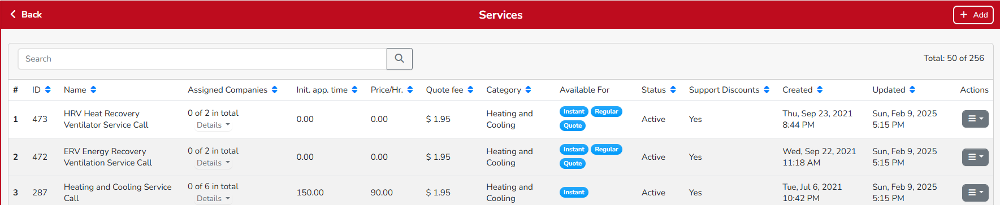 Back Services Add
Search Total: 50 of 256
# ID Name Assigned Companies Init. app. time Price/Hr. Quote fee Category Available For Status Support Discounts Created Updated Actions
1 473 HRV Heat Recovery Ventilator Service Call 0 of 2 in total Details 0.00 0.00 $ 1.95 Heating and Cooling Instant Regular Quote Active Yes Thu, Sep 23, 2021 8:44 PM Sun, Feb 9, 2025 5:15 PM
2 472 ERV Energy Recovery Ventilation Service Call 0 of 2 in total Details 0.00 0.00 $ 1.95 Heating and Cooling Instant Regular Quote Active Yes Wed, Sep 22, 2021 11:18 AM Sun, Feb 9, 2025 5:15 PM
3 287 Heating and Cooling Service Call 0 of 6 in total Details 150.00 90.00 $ 1.95 Heating and Cooling Instant Active Yes Tue, Jul 6, 2021 10:42 PM Sun, Feb 9, 2025 5:15 PM